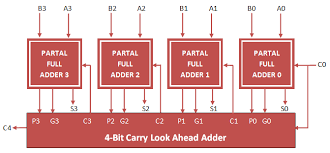 B3 A3 B2 A2 B1 A1 B0 A0
PARTAL PARTAL PARTAL PARTAL
FULL FULL FULL FULL
ADDER 3 ADDER 2 ADDER 1 ADDER 0
C0
S3 S2 S1 S0
P3 G3 C3 P2 G2 C2 P1 G1 C1 P0 G0
C4
4-Bit Carry Look Ahead Adder